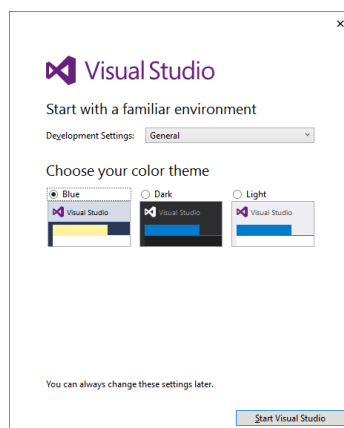 Visual Studio
Start with a familiar environment
Development Settings: General
Choose your color theme
Blue Dark Light
Visual Studio Visual Studio Visual Studio
You can always change these settings later.
Start Visual Studio